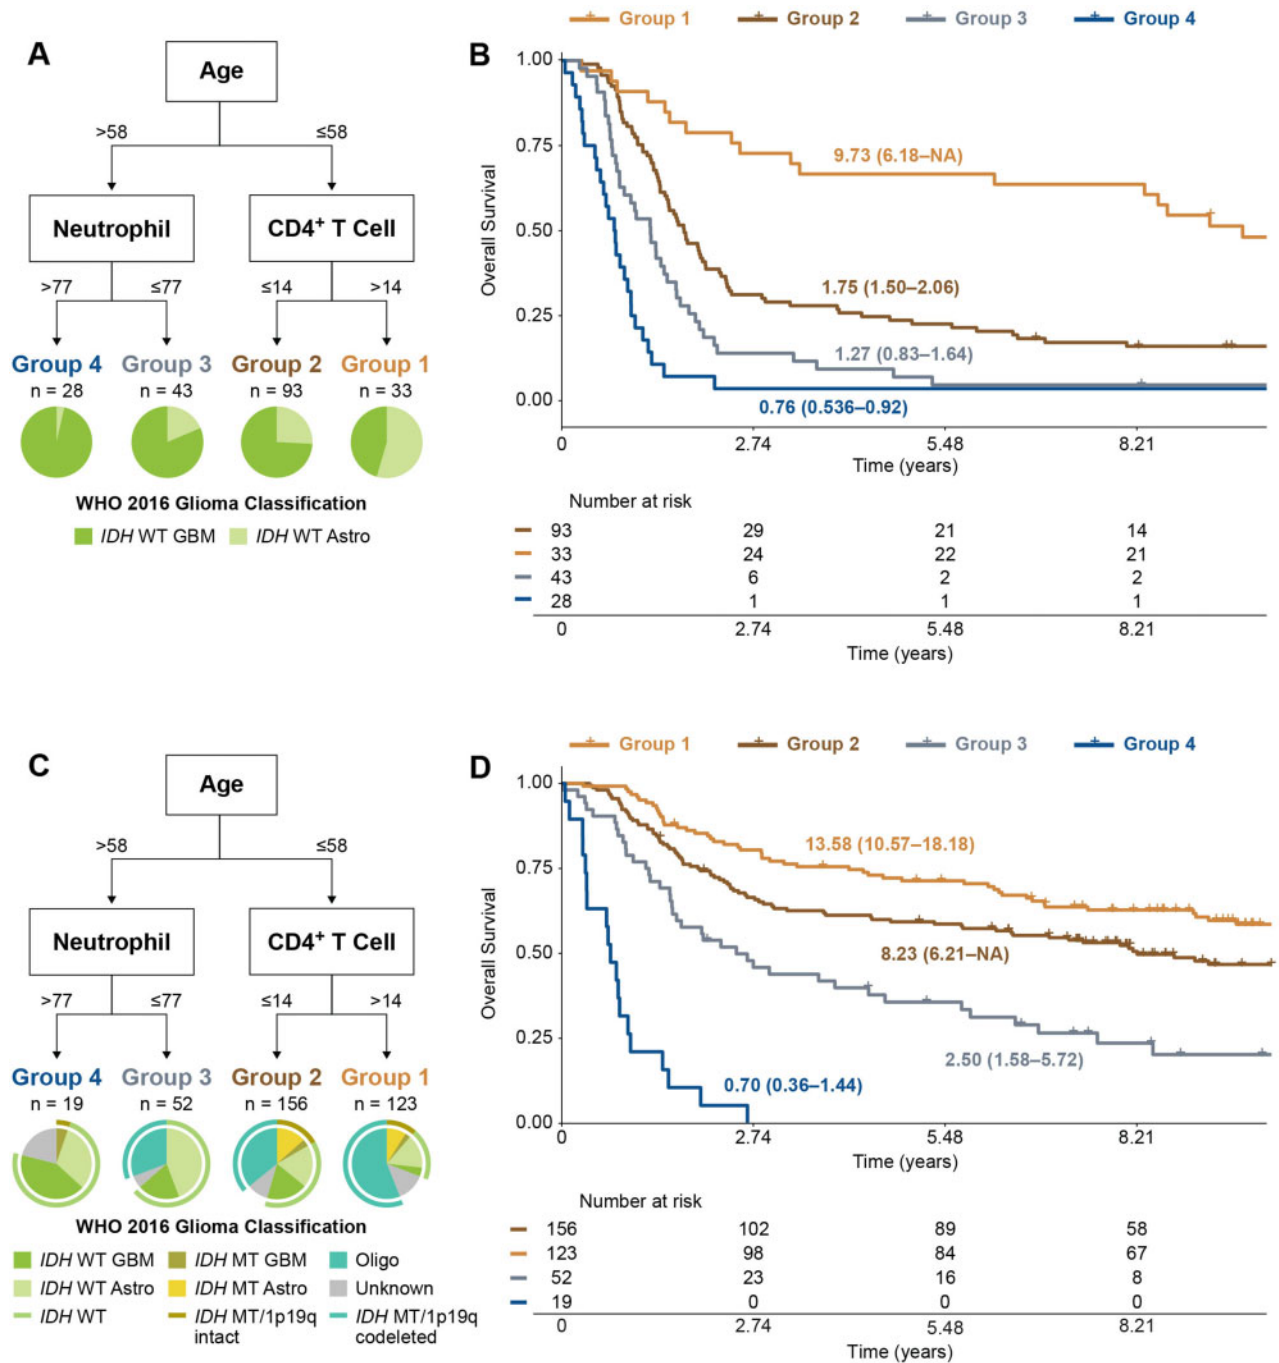 A
Age
>58
≤58
Neutrophil
CD4⁺ T Cell
>77
≤77
≤14
>14
Group 4
Group 3
Group 2
Group 1
n = 28
n = 43
n = 93
n = 33
WHO 2016 Glioma Classification
IDH WT GBM
IDH WT Astro
B
Group 1
Group 2
Group 3
Group 4
Overall Survival
1.00
0.75
0.50
0.25
0.00
9.73 (6.18–NA)
1.75 (1.50–2.06)
1.27 (0.83–1.64)
0.76 (0.536–0.92)
0 2.74 5.48 8.21
Time (years)
Number at risk
93 29 21 14
33 24 22 21
43 6 2 2
28 1 1 1
0 2.74 5.48 8.21
Time (years)
C
Age
>58
≤58
Neutrophil
CD4⁺ T Cell
>77
≤77
≤14
>14
Group 4
Group 3
Group 2
Group 1
n = 19
n = 52
n = 156
n = 123
WHO 2016 Glioma Classification
IDH WT GBM
IDH MT GBM
Oligo
IDH WT Astro
IDH MT Astro
Unknown
IDH WT
IDH MT/1p19q
intact
IDH MT/1p19q
codeleted
D
Group 1
Group 2
Group 3
Group 4
Overall Survival
1.00
0.75
0.50
0.25
0.00
13.58 (10.57–18.18)
8.23 (6.21–NA)
2.50 (1.58–5.72)
0.70 (0.36–1.44)
0 2.74 5.48 8.21
Time (years)
Number at risk
156 102 89 58
123 98 84 67
52 23 16 8
19 0 0 0
0 2.74 5.48 8.21
Time (years)